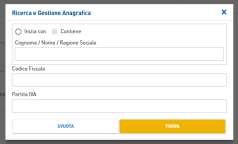 Ricerca e Gestione Anagrafica
Inizia con Contiene
Cognome / Nome / Ragione Sociale
Codice Fiscale
Partita IVA
SVUOTA TROVA